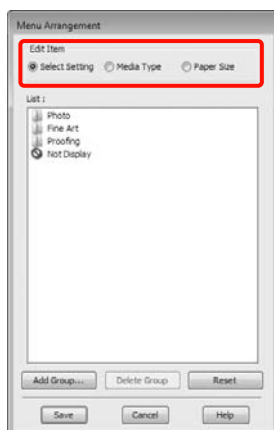 Menu Arrangement
Edit Item
Select Setting Media Type Paper Size
List :
Photo
Fine Art
Proofing
Not Display
Add Group... Delete Group Reset
Save Cancel Help